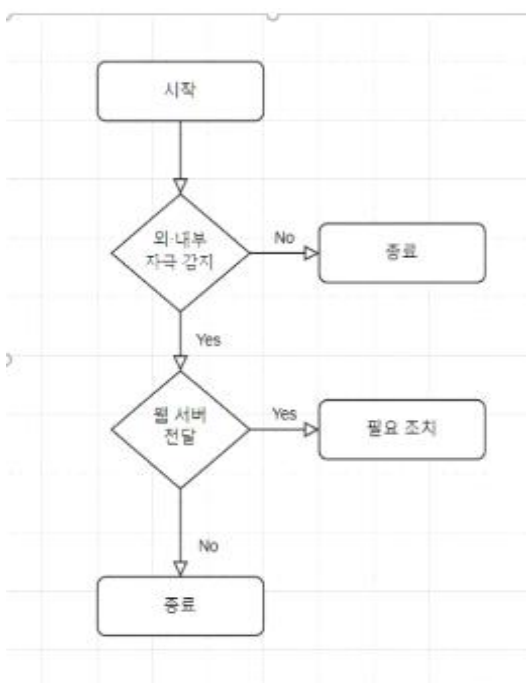 시작
외·내부
자극 감지
No
종료
Yes
웹 서버
전달
Yes
필요 조치
No
종료